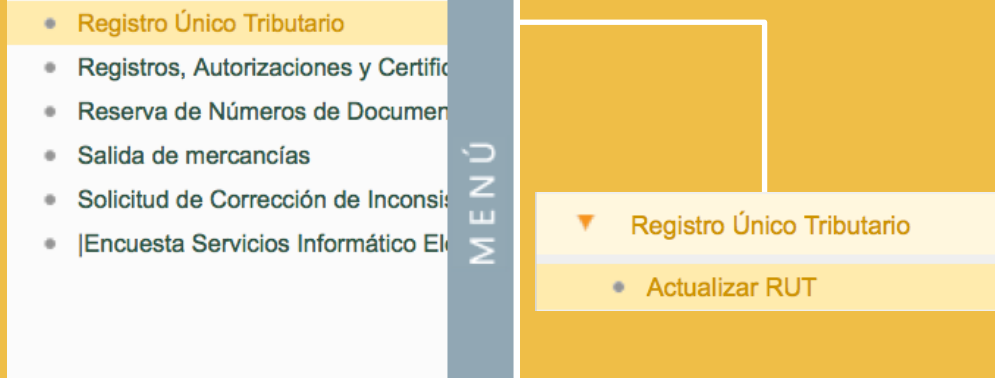 Registro Único Tributario
Registros, Autorizaciones y Certific
Reserva de Números de Documen
Salida de mercancías
Solicitud de Corrección de Inconsis
|Encuesta Servicios Informático Ele
MENÚ
Registro Único Tributario
Actualizar RUT